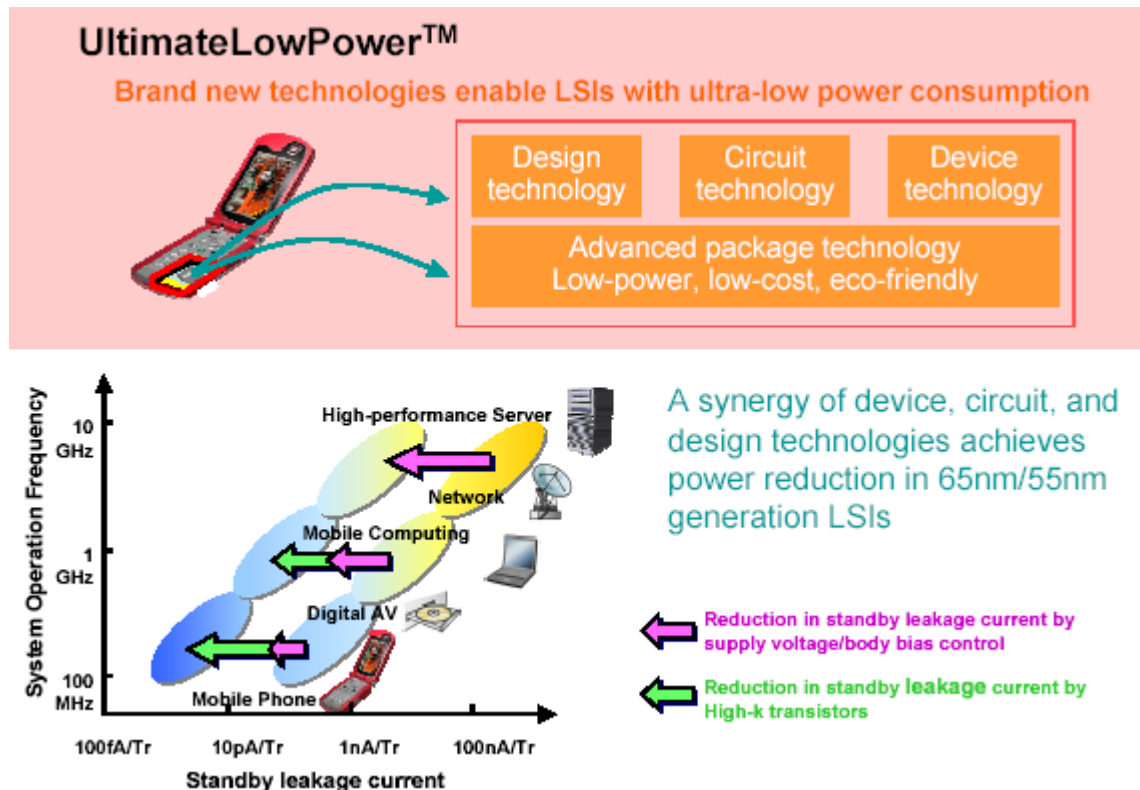 UltimateLowPower™
Brand new technologies enable LSIs with ultra-low power consumption
Design
technology
Circuit
technology
Device
technology
Advanced package technology
Low-power, low-cost, eco-friendly
System Operation Frequency
10
GHz
1
GHz
100
MHz
High-performance Server
Network
Mobile Computing
Digital AV
Mobile Phone
100fA/Tr
10pA/Tr
1nA/Tr
100nA/Tr
Standby leakage current
A synergy of device, circuit, and
design technologies achieves
power reduction in 65nm/55nm
generation LSIs
Reduction in standby leakage current by
supply voltage/body bias control
Reduction in standby leakage current by
High-k transistors